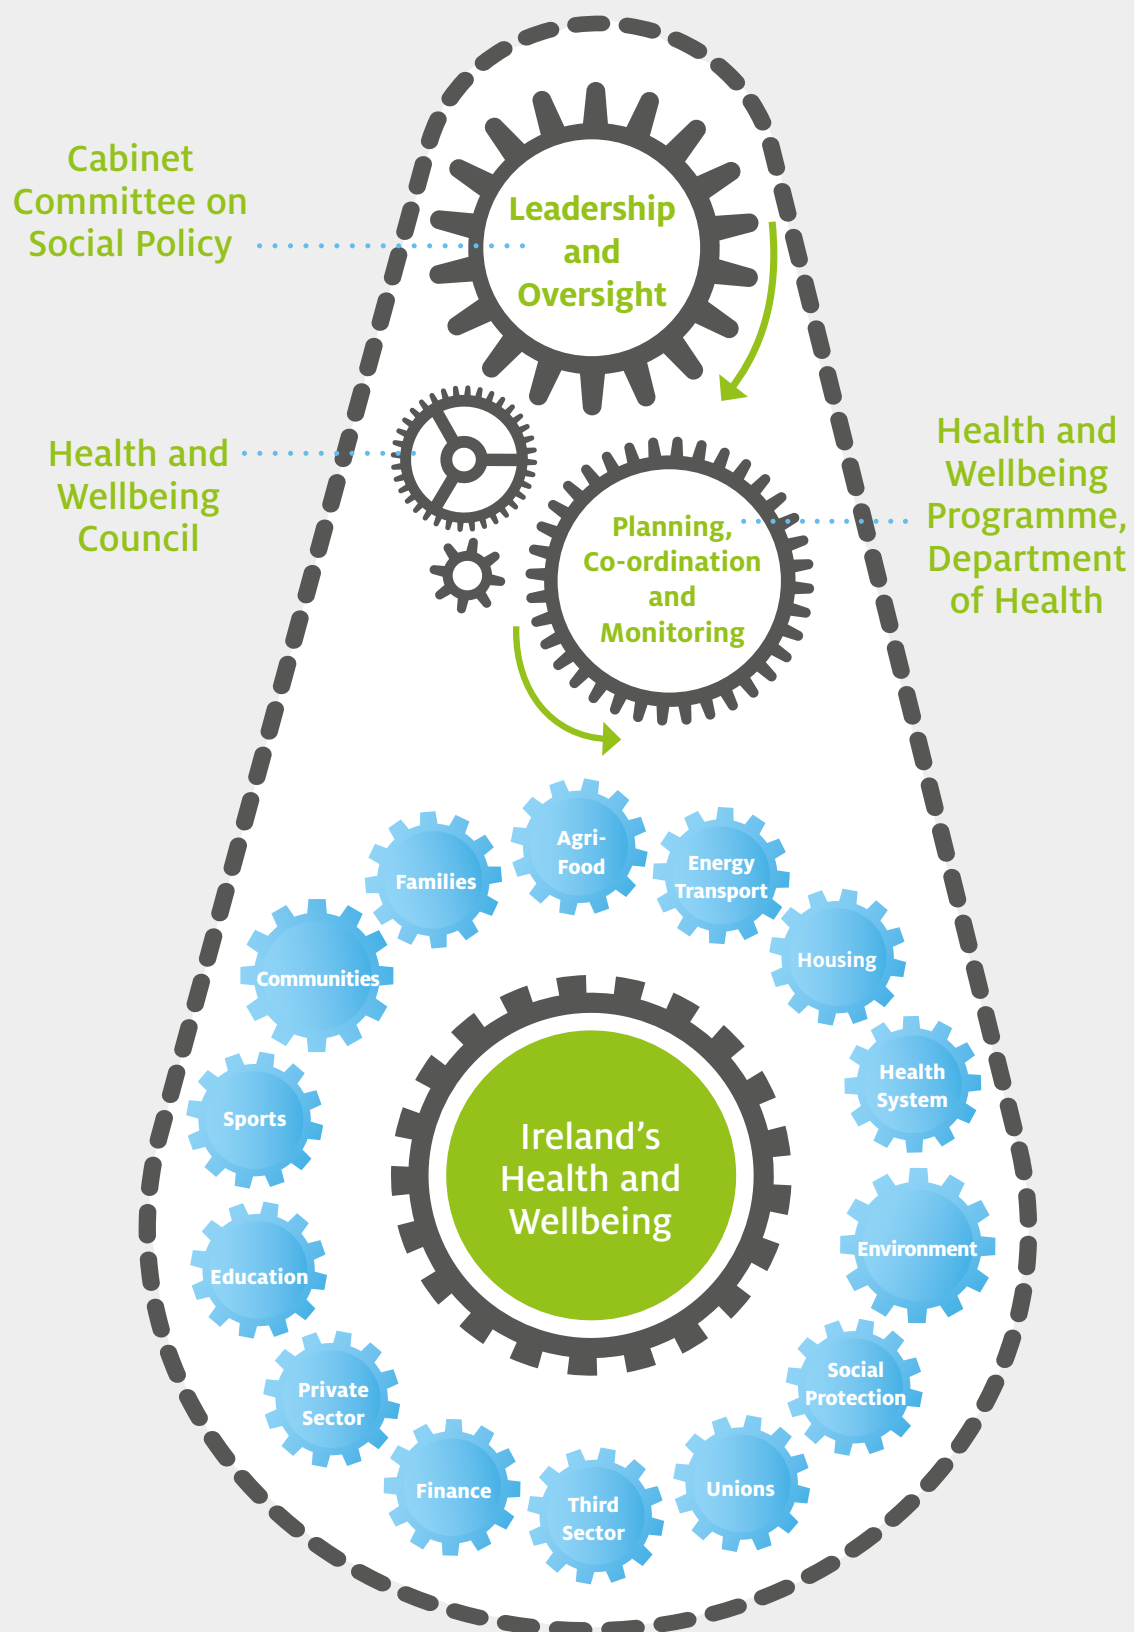 Cabinet
Committee on
Social Policy
Leadership
and
Oversight
Health and
Wellbeing
Council
Health and
Wellbeing
Programme,
Department
of Health
Planning,
Co-ordination
and
Monitoring
Agri-
Food
Families
Energy
Transport
Communities
Housing
Health
System
Sports
Ireland’s
Health and
Wellbeing
Environment
Education
Social
Protection
Private
Sector
Finance
Third
Sector
Unions